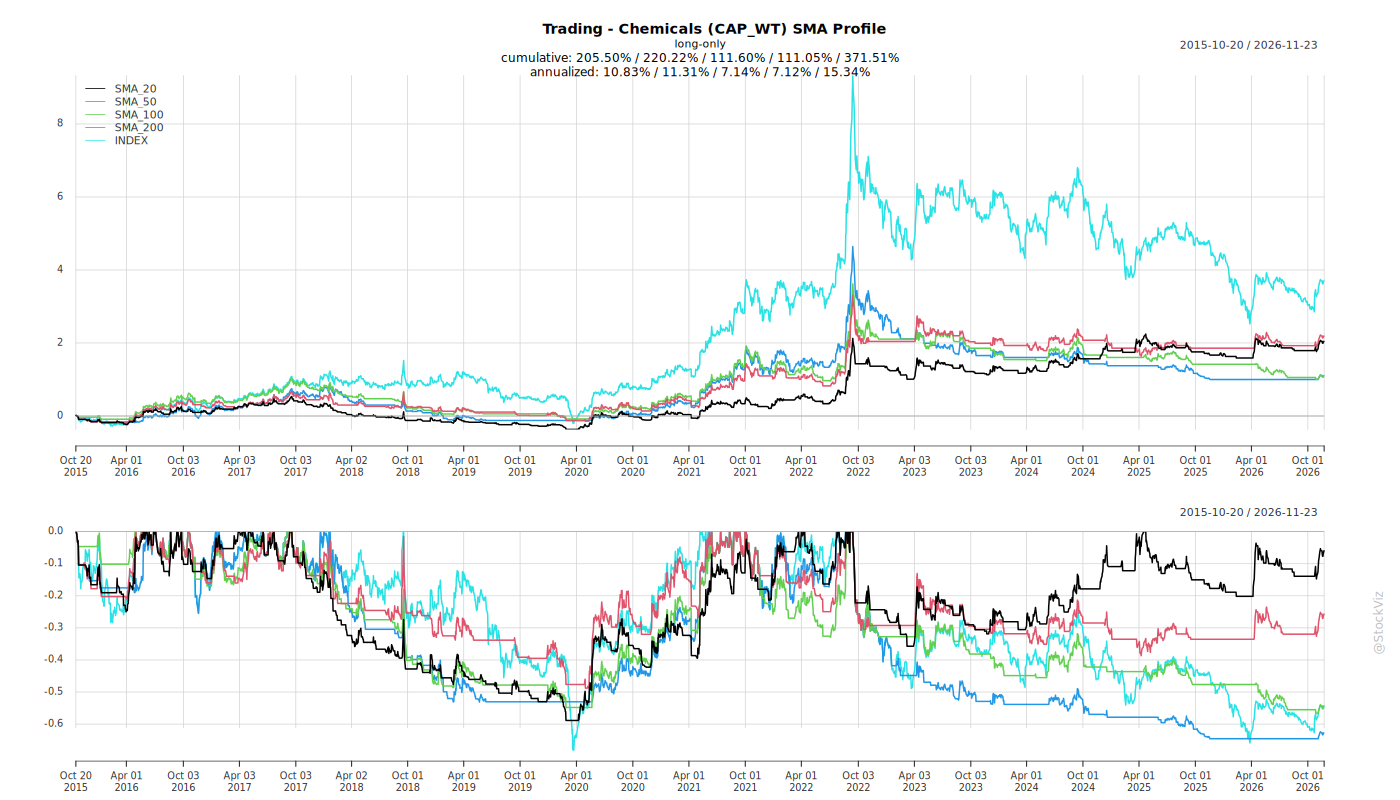 Trading - Chemicals (CAP_WT) SMA Profile
long-only
2015-10-20 / 2026-11-23
cumulative: 205.50% / 220.22% / 111.60% / 111.05% / 371.51%
annualized: 10.83% / 11.31% / 7.14% / 7.12% / 15.34%
SMA_20
SMA_50
SMA_100
SMA_200
INDEX
8
6
4
2
0
Oct 20 Apr 01 Oct 03 Apr 03 Oct 03 Apr 02 Oct 01 Apr 01 Oct 01 Apr 01 Oct 01 Apr 01 Oct 01 Apr 01 Oct 03 Apr 03 Oct 03 Apr 01 Oct 01 Apr 01 Oct 01 Apr 01 Oct 01
2015 2016 2016 2017 2017 2018 2018 2019 2019 2020 2020 2021 2021 2022 2022 2023 2023 2024 2024 2025 2025 2026 2026
2015-10-20 / 2026-11-23
0.0
-0.1
-0.2
-0.3
-0.4
-0.5
-0.6
Oct 20 Apr 01 Oct 03 Apr 03 Oct 03 Apr 02 Oct 01 Apr 01 Oct 01 Apr 01 Oct 01 Apr 01 Oct 01 Apr 01 Oct 03 Apr 03 Oct 03 Apr 01 Oct 01 Apr 01 Oct 01 Apr 01 Oct 01
2015 2016 2016 2017 2017 2018 2018 2019 2019 2020 2020 2021 2021 2022 2022 2023 2023 2024 2024 2025 2025 2026 2026
@StockViz